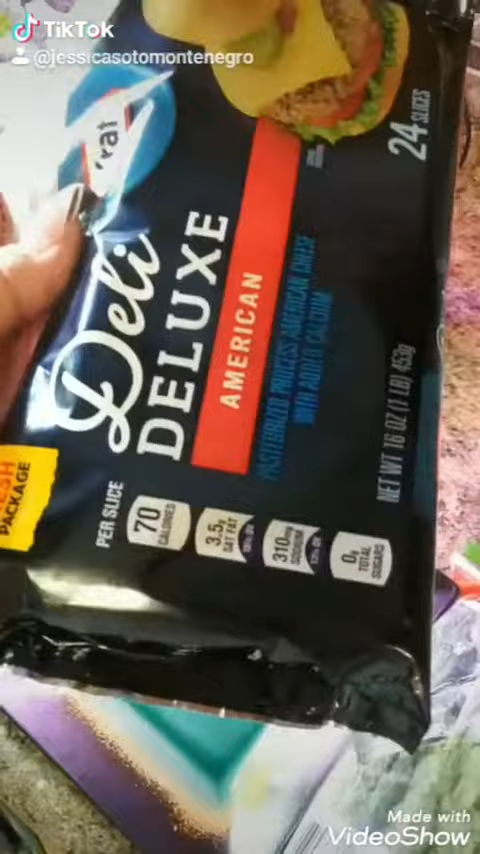 TikTok
@jessicasotomontenegro
Deli
DELUXE
AMERICAN
PASTEURIZED PROCESS AMERICAN CHEESE
WITH ADDED CALCIUM
24 SLICES
NET WT 16 OZ (1 LB) 453g
PACKAGE
PER SLICE
70
CALORIES
3.5g
SAT FAT
310mg
SODIUM
0g
TOTAL
SUGARS
Made with
VideoShow